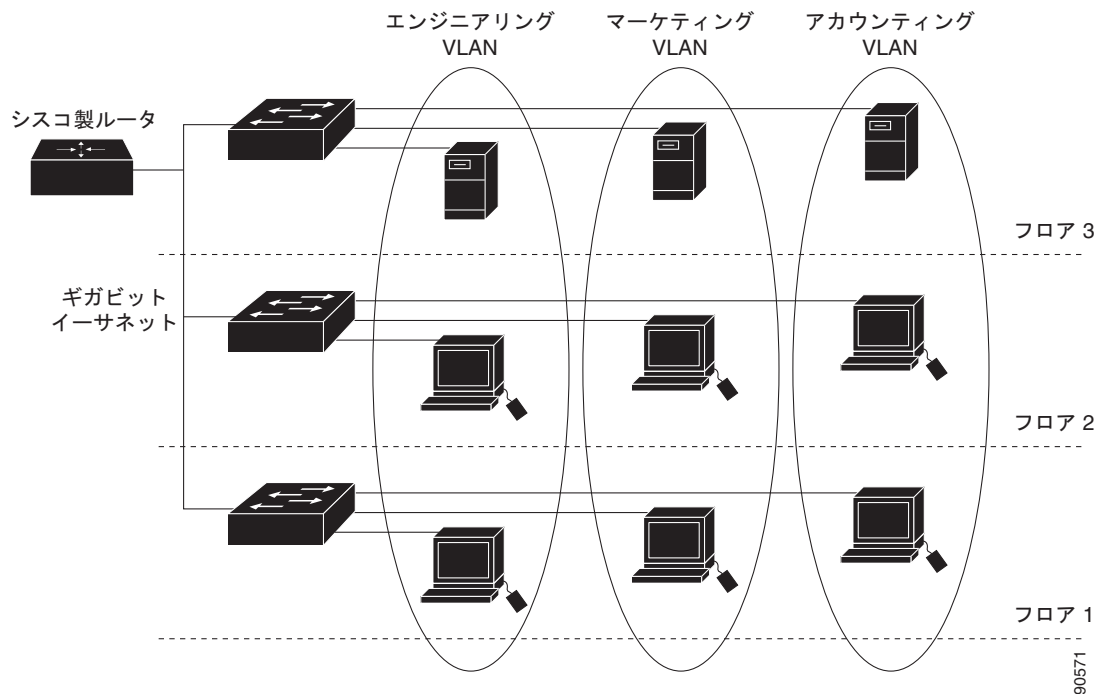 エンジニアリング
VLAN
マーケティング
VLAN
アカウンティング
VLAN
シスコ製ルータ
フロア 3
ギガビット
イーサネット
フロア 2
フロア 1
90571